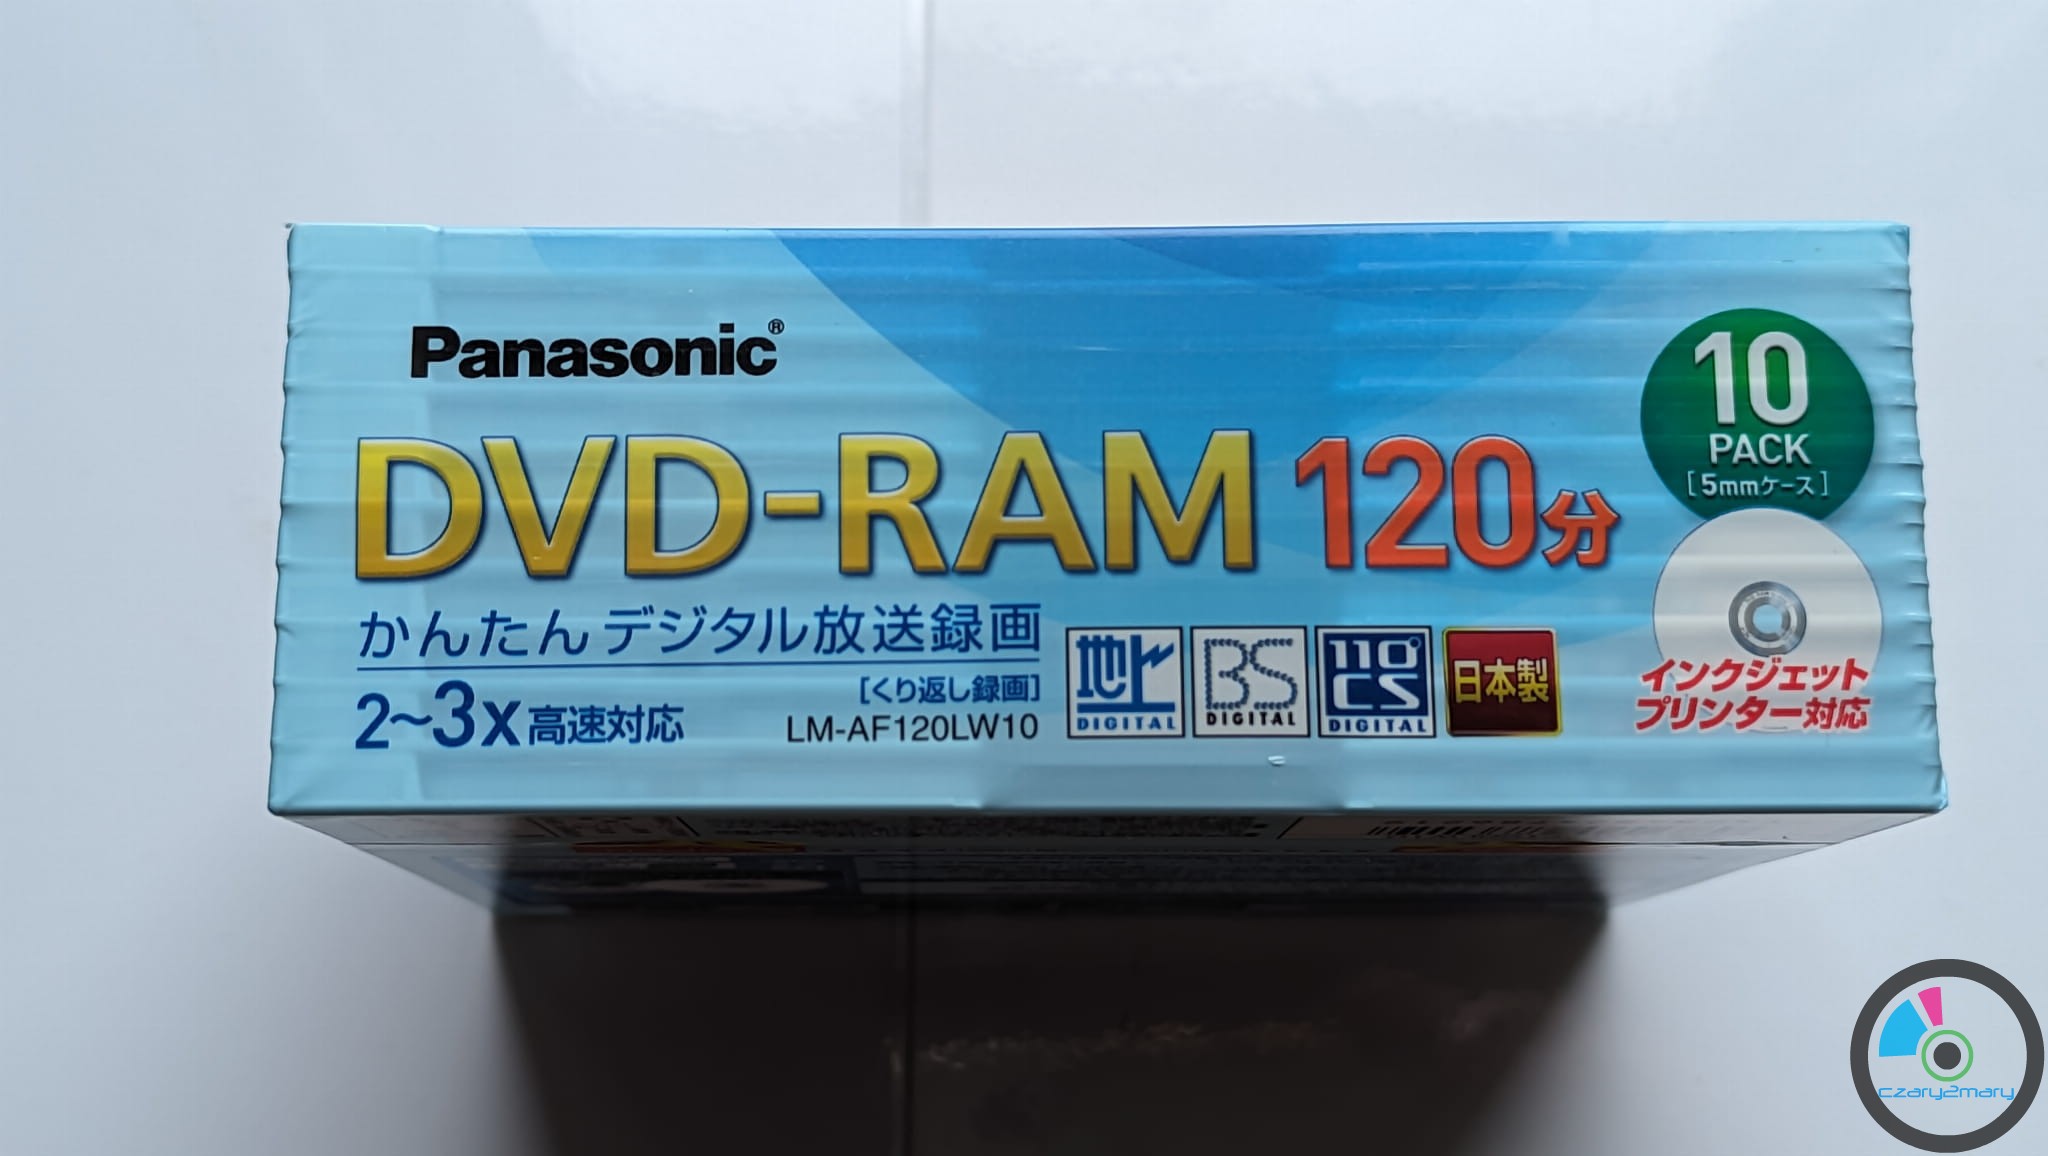 Panasonic®
DVD-RAM 120分
かんたんデジタル放送録画
2~3x高速対応
[くり返し録画]
LM-AF120LW10
地上
DIGITAL
BS
DIGITAL
110°
CS
DIGITAL
日本製
10
PACK
[5mmケース]
インクジェット
プリンター対応
czary2mary